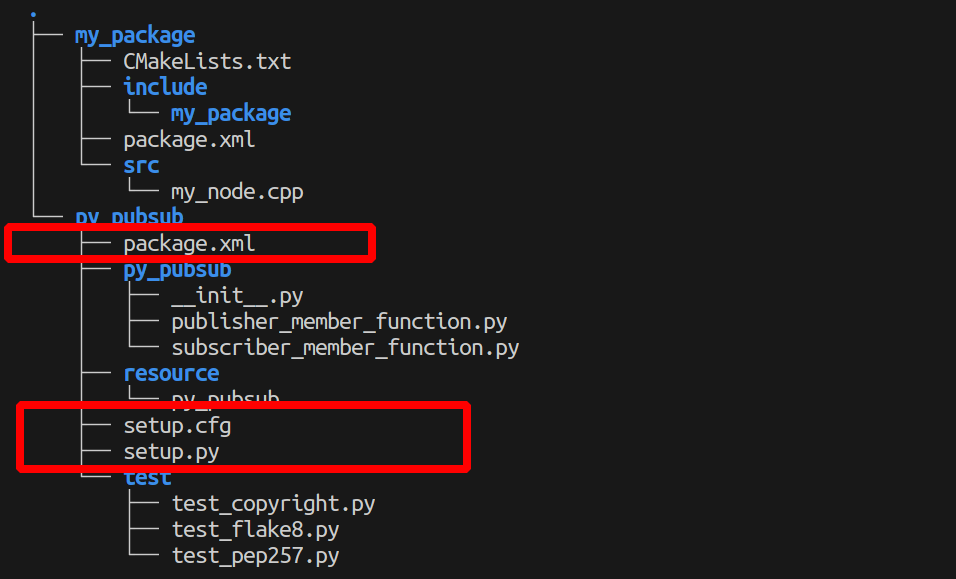 .
my_package
CMakeLists.txt
include
my_package
package.xml
src
my_node.cpp
py_pubsub
package.xml
py_pubsub
__init__.py
publisher_member_function.py
subscriber_member_function.py
resource
py_pubsub
setup.cfg
setup.py
test
test_copyright.py
test_flake8.py
test_pep257.py